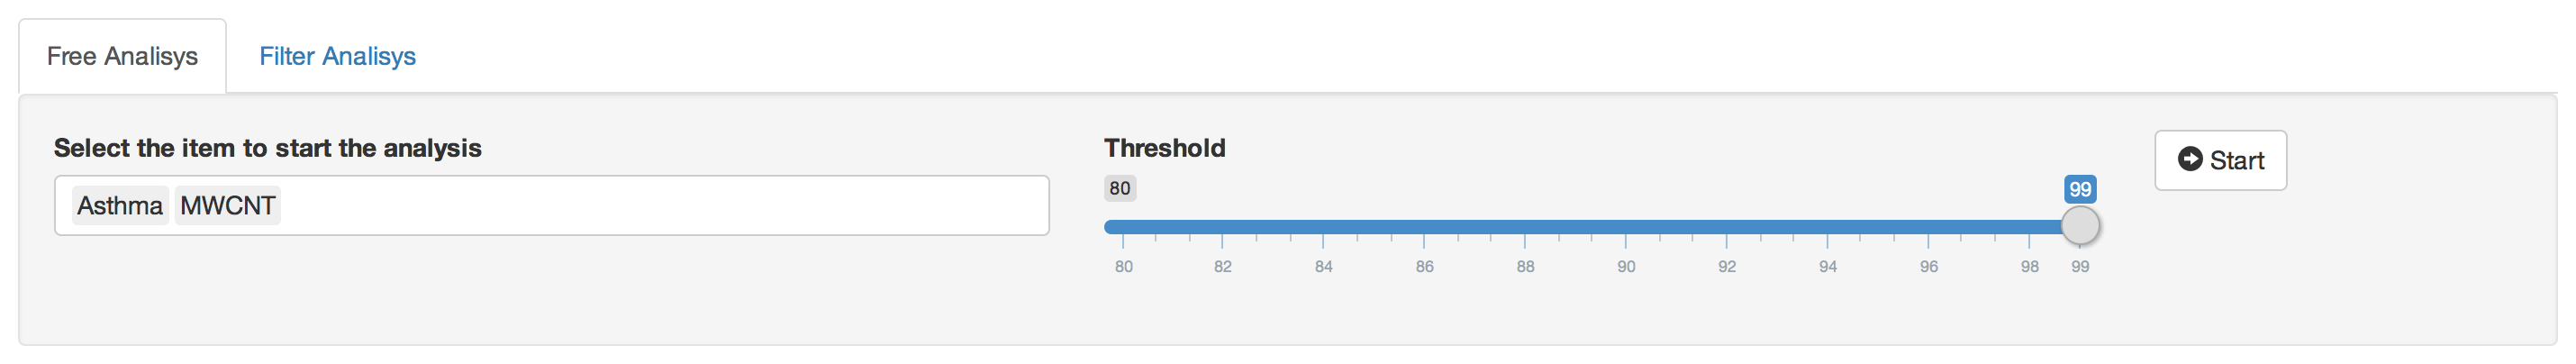 Free Analisys Filter Analisys
Select the item to start the analysis
Asthma MWCNT
Threshold
80 99
80 82 84 86 88 90 92 94 96 98 99
Start